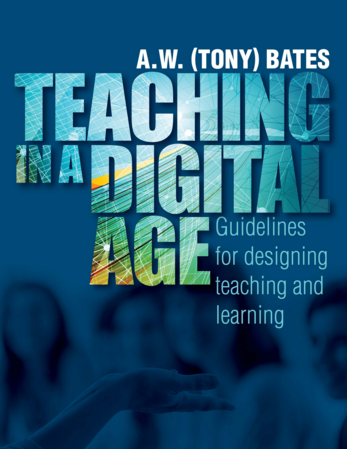 A.W. (TONY) BATES
TEACHING
IN A DIGITAL
AGE
Guidelines
for designing
teaching and
learning